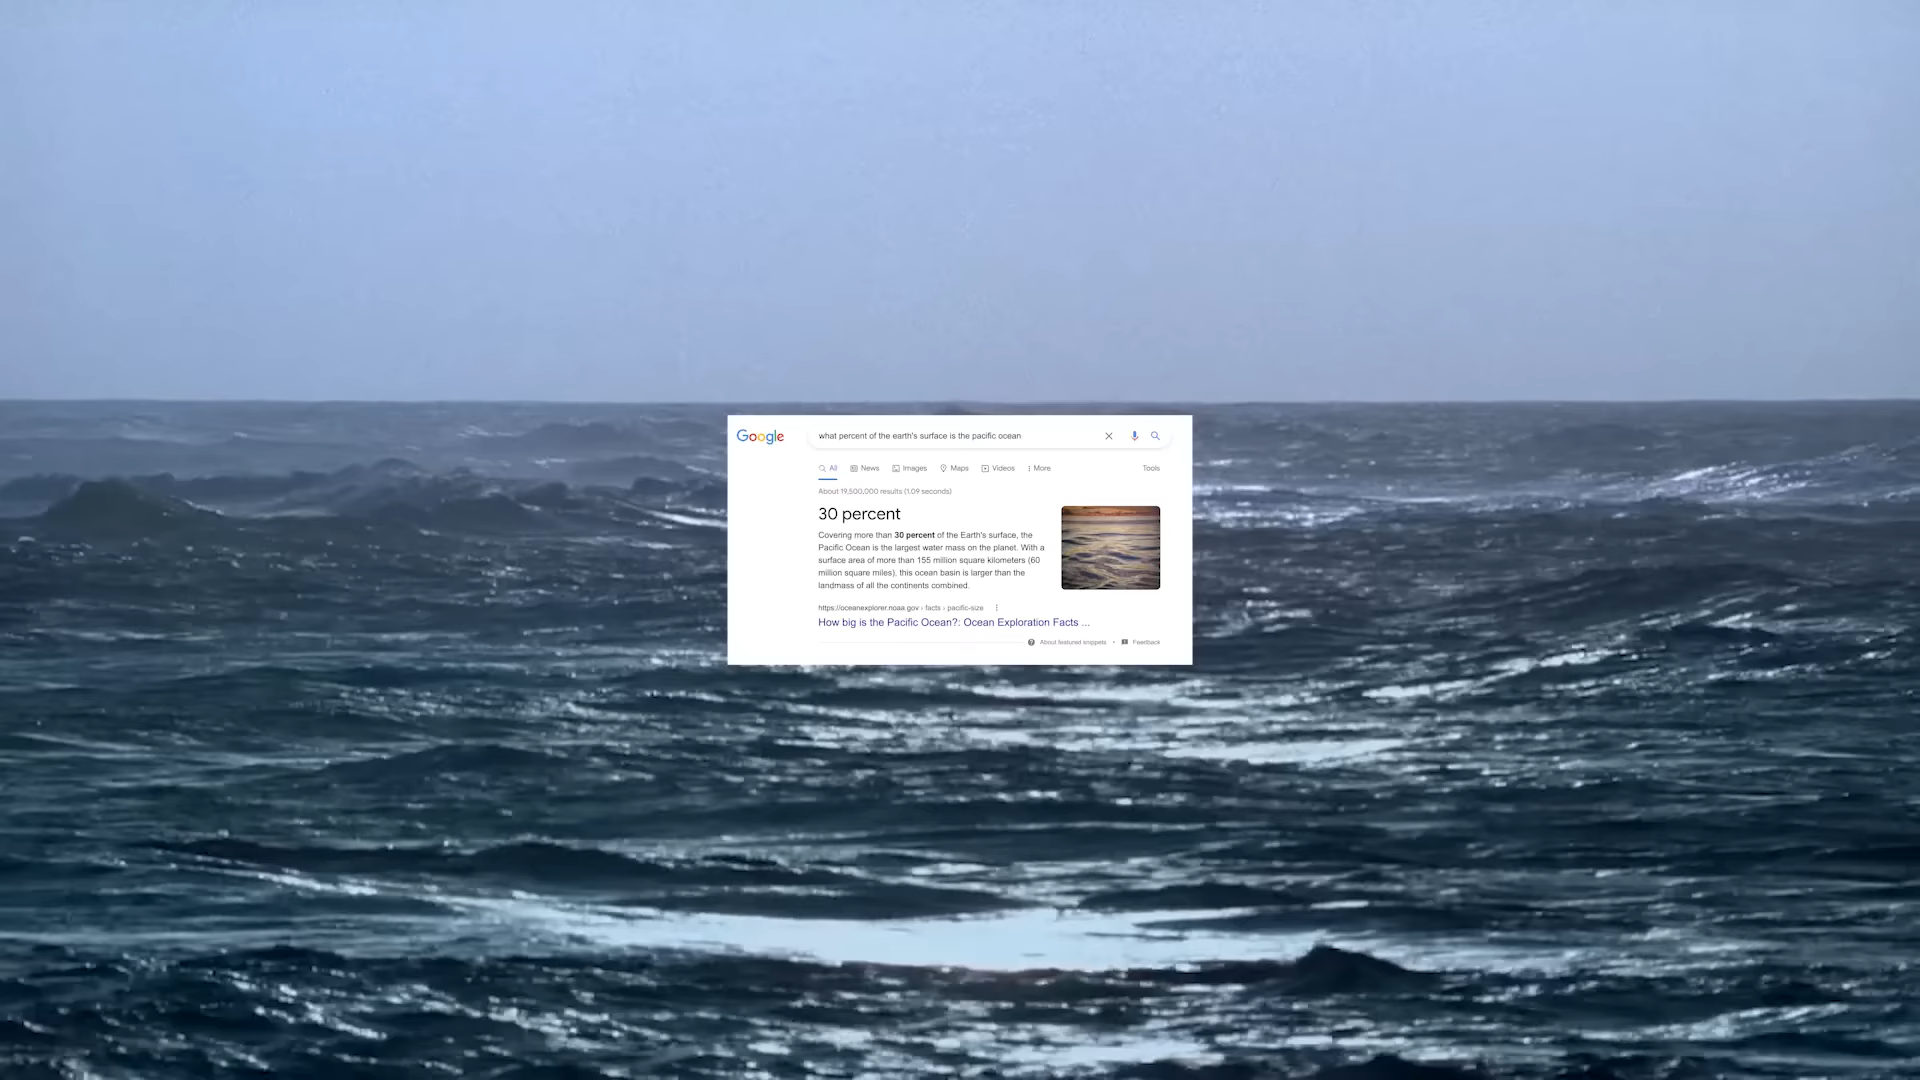 Google
what percent of the earth's surface is the pacific ocean
All News Images Maps Videos More Tools
About 19,500,000 results (1.09 seconds)
30 percent
Covering more than 30 percent of the Earth's surface, the
Pacific Ocean is the largest water mass on the planet. With a
surface area of more than 155 million square kilometers (60
million square miles), this ocean basin is larger than the
landmass of all the continents combined.
https://oceanexplorer.noaa.gov › facts › pacific-size
How big is the Pacific Ocean?: Ocean Exploration Facts ...
About featured snippets • Feedback